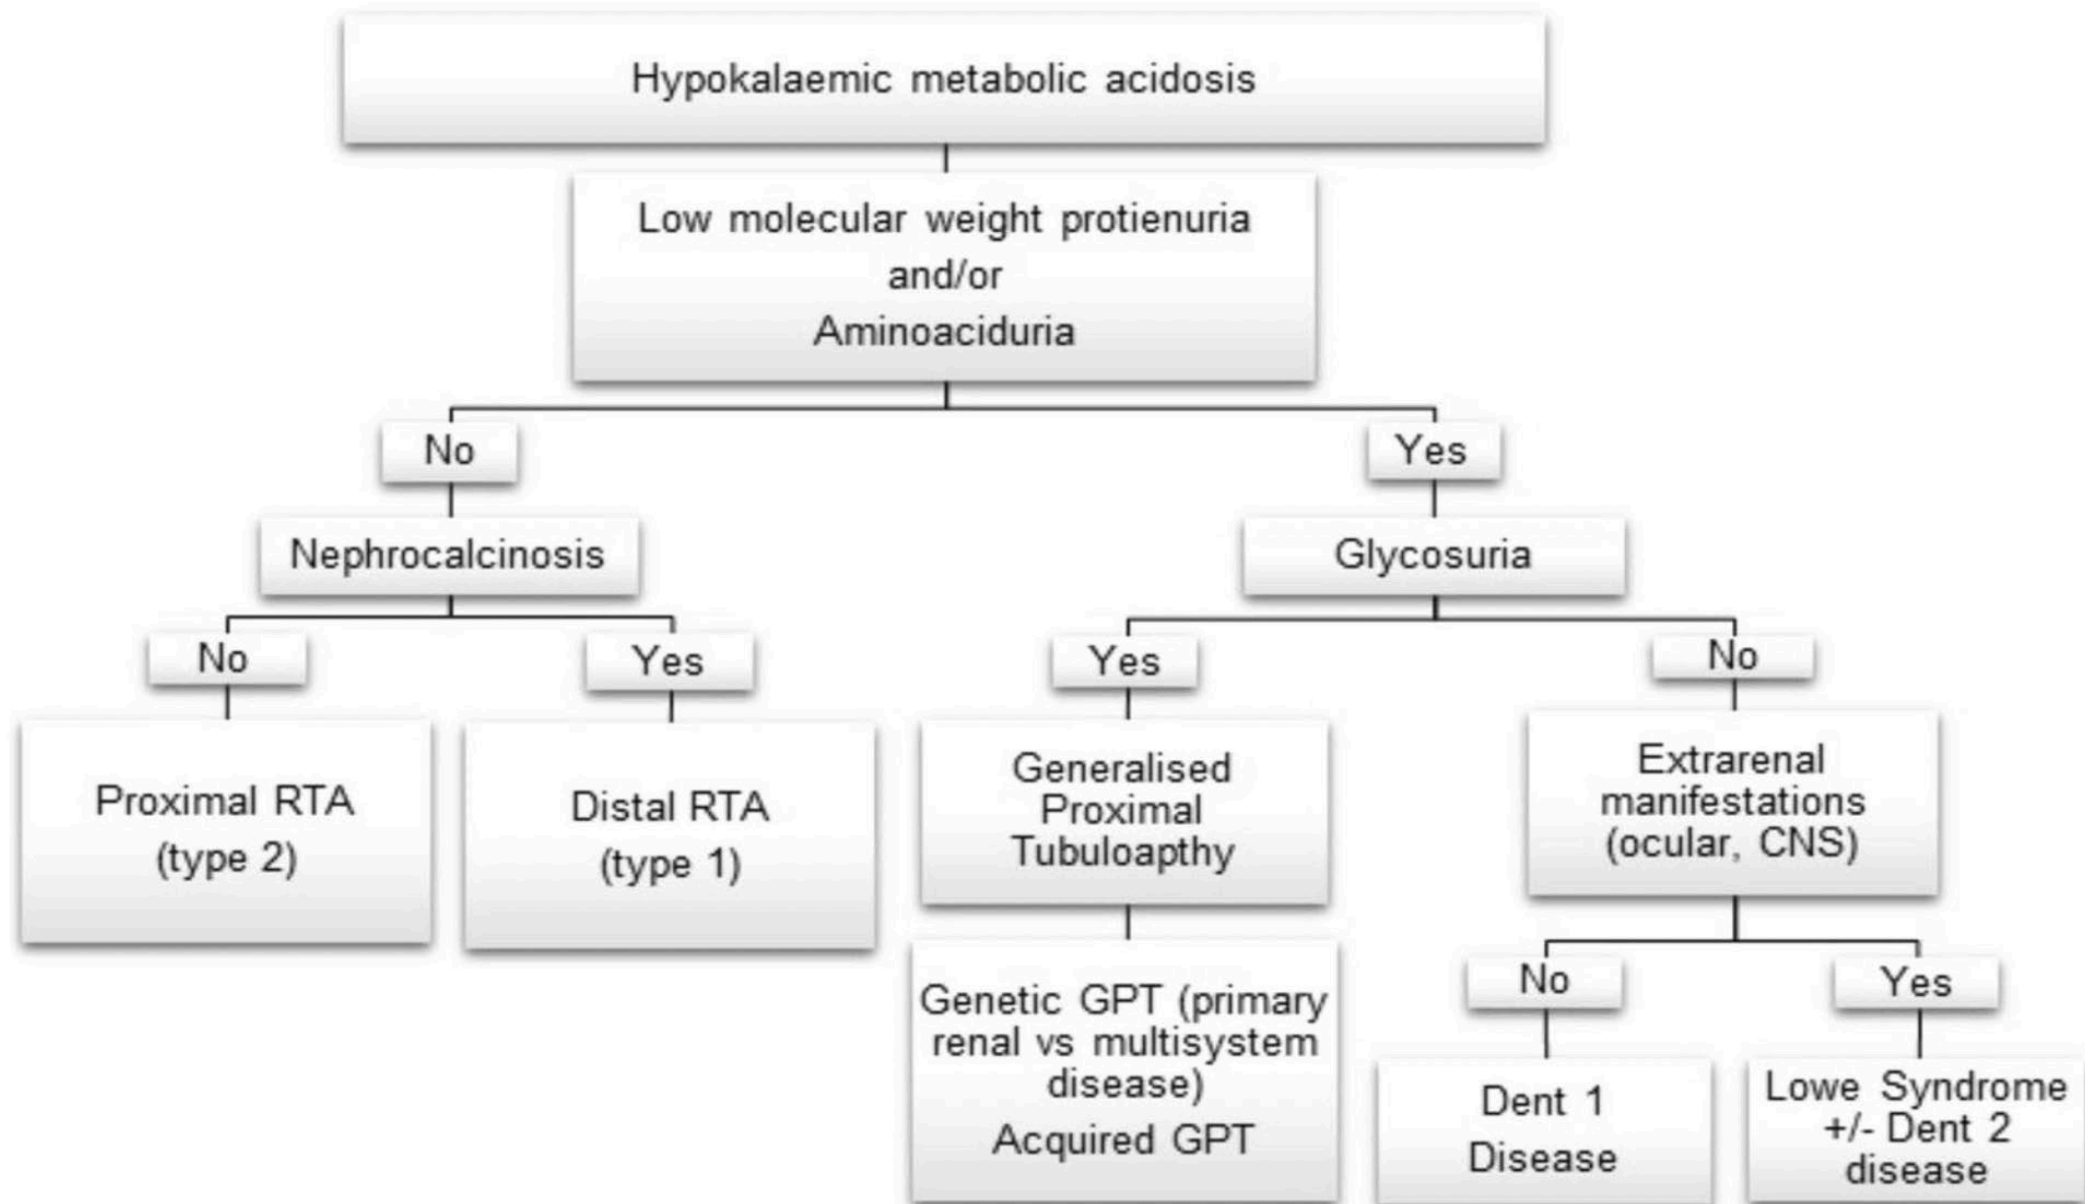 Hypokalaemic metabolic acidosis
Low molecular weight protienuria
and/or
Aminoaciduria
No
Yes
Nephrocalcinosis
Glycosuria
No
Yes
Yes
No
Proximal RTA
(type 2)
Distal RTA
(type 1)
Generalised
Proximal
Tubuloapthy
Extrarenal
manifestations
(ocular, CNS)
Genetic GPT (primary
renal vs multisystem
disease)
Acquired GPT
No
Yes
Dent 1
Disease
Lowe Syndrome
+/- Dent 2
disease